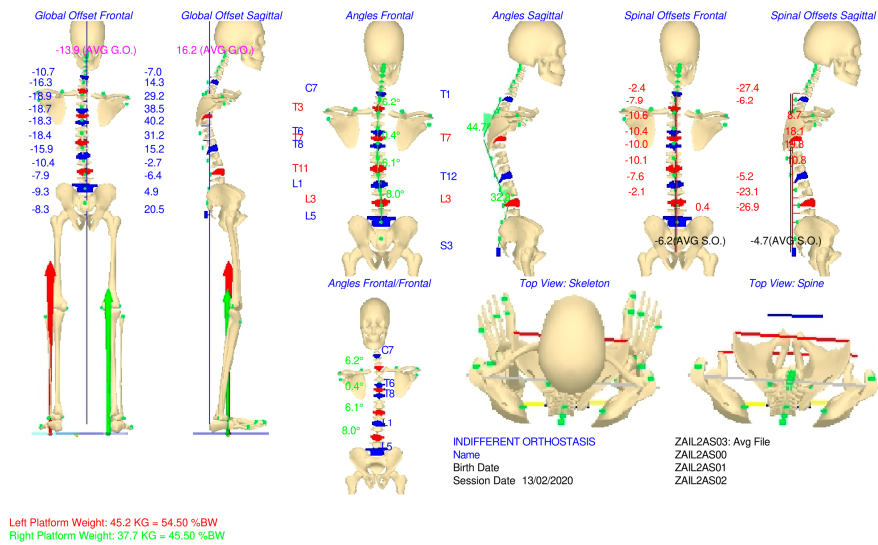 Global Offset Frontal
Global Offset Sagittal
Angles Frontal
Angles Sagittal
Spinal Offsets Frontal
Spinal Offsets Sagittal
-13.9 (AVG G.O.)
16.2 (AVG G.O.)
-10.7
-16.3
-18.9
-18.7
-18.3
-18.4
-15.9
-10.4
-7.9
-9.3
-8.3
-7.0
14.3
29.2
38.5
40.2
31.2
15.2
-2.7
-6.4
4.9
20.5
C7
T3
T6
T7
T8
T11
L1
L3
L5
6.2°
0.4°
6.1°
8.0°
T1
T7
T12
L3
S3
44.7
32.
-2.4
-7.9
-10.6
-10.4
-10.0
-10.1
-7.6
-2.1
0.4
-6.2(AVG S.O.)
-27.4
-6.2
8.7
18.1
19.8
10.8
-5.2
-23.1
-26.9
-4.7(AVG S.O.)
Angles Frontal/Frontal
C7
6.2°
T6
0.4°
T8
6.1°
L1
8.0°
L5
Top View: Skeleton
Top View: Spine
INDIFFERENT ORTHOSTASIS
Name
Birth Date
Session Date 13/02/2020
ZAIL2AS03: Avg File
ZAIL2AS00
ZAIL2AS01
ZAIL2AS02
Left Platform Weight: 45.2 KG = 54.50 %BW
Right Platform Weight: 37.7 KG = 45.50 %BW